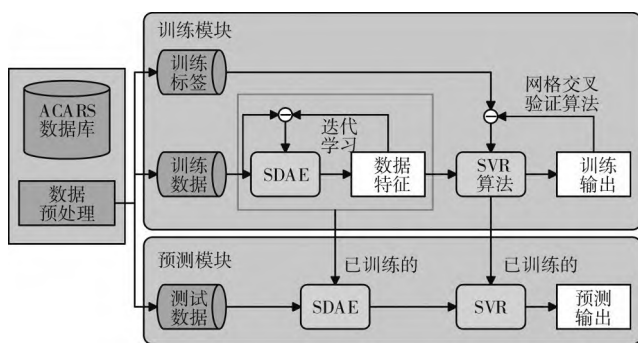 训练模块
训练
标签
网格交叉
验证算法
ACARS
数据库
迭代
学习
训练
数据
SDAE
数据
特征
SVR
算法
训练
输出
数据
预处理
预测模块
已训练的
已训练的
测试
数据
SDAE
SVR
预测
输出